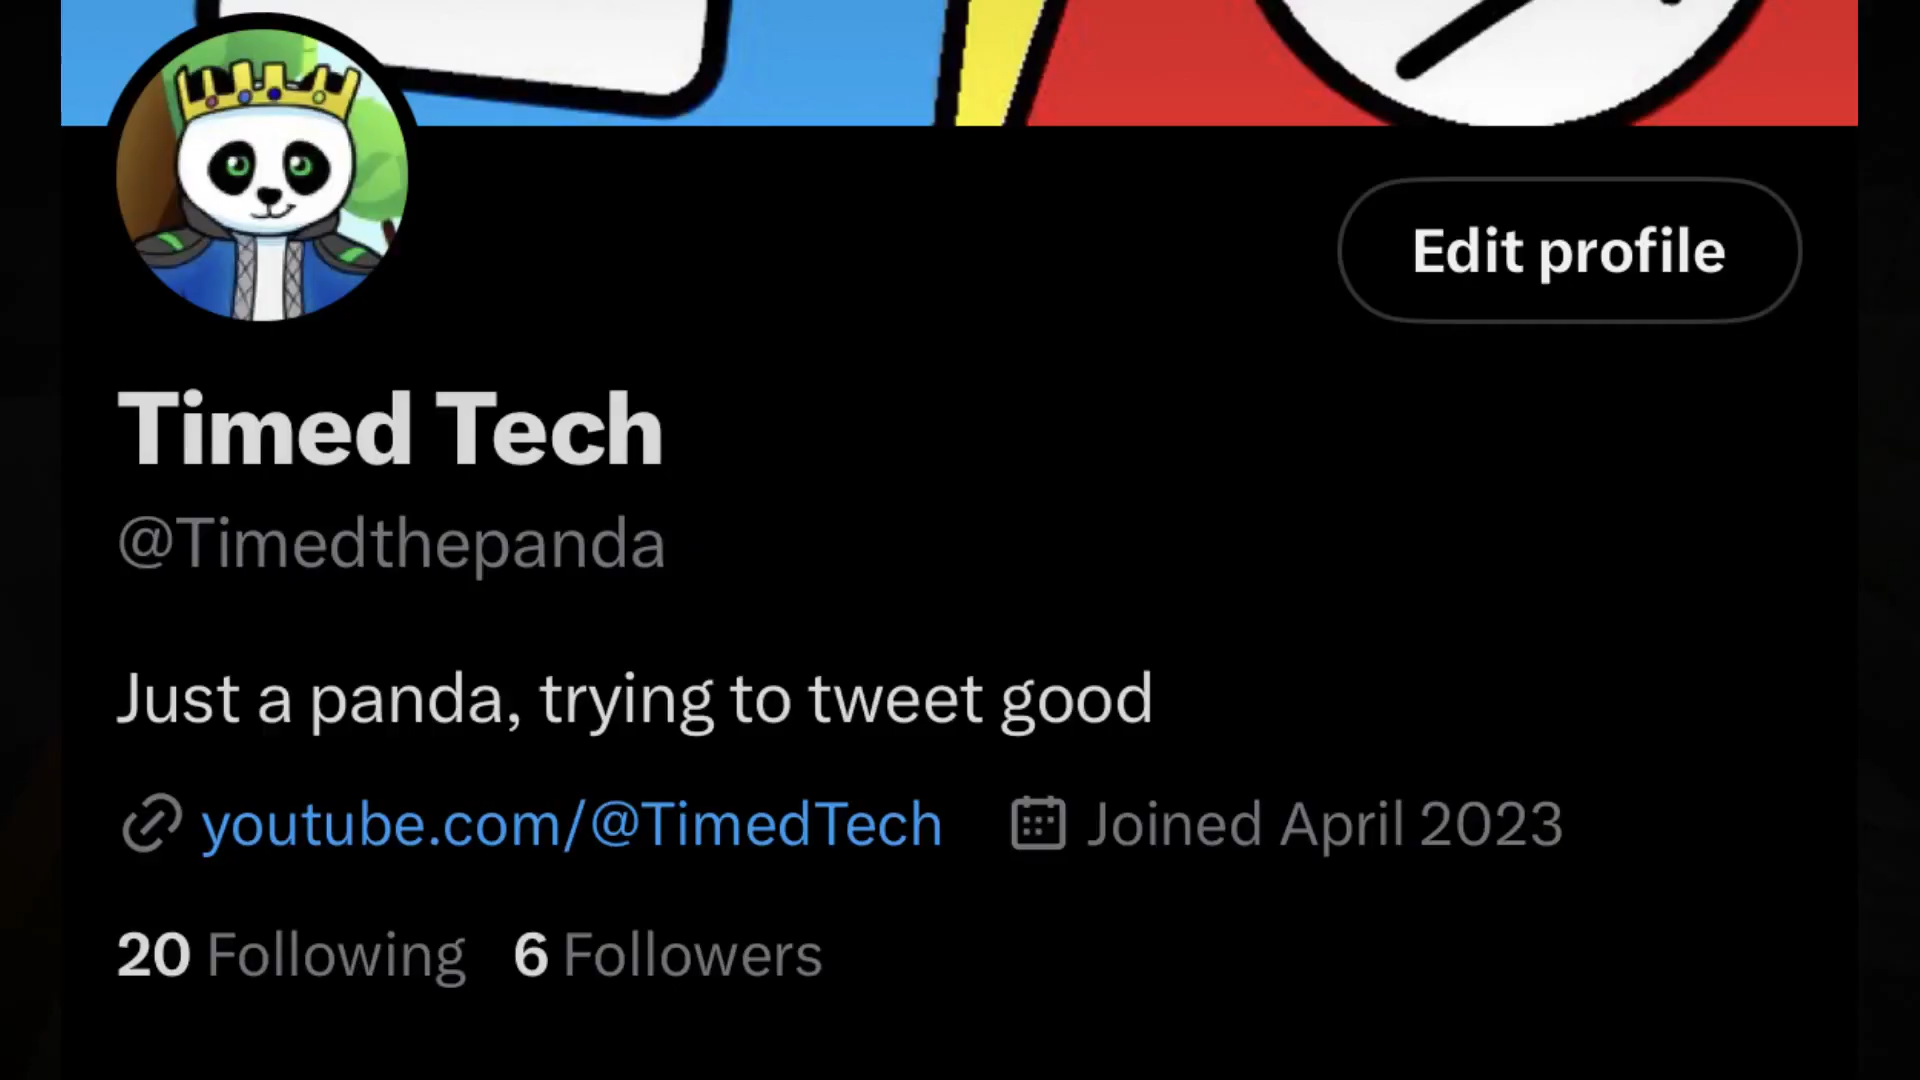 Edit profile
Timed Tech
@Timedthepanda
Just a panda, trying to tweet good
youtube.com/@TimedTech Joined April 2023
20 Following 6 Followers